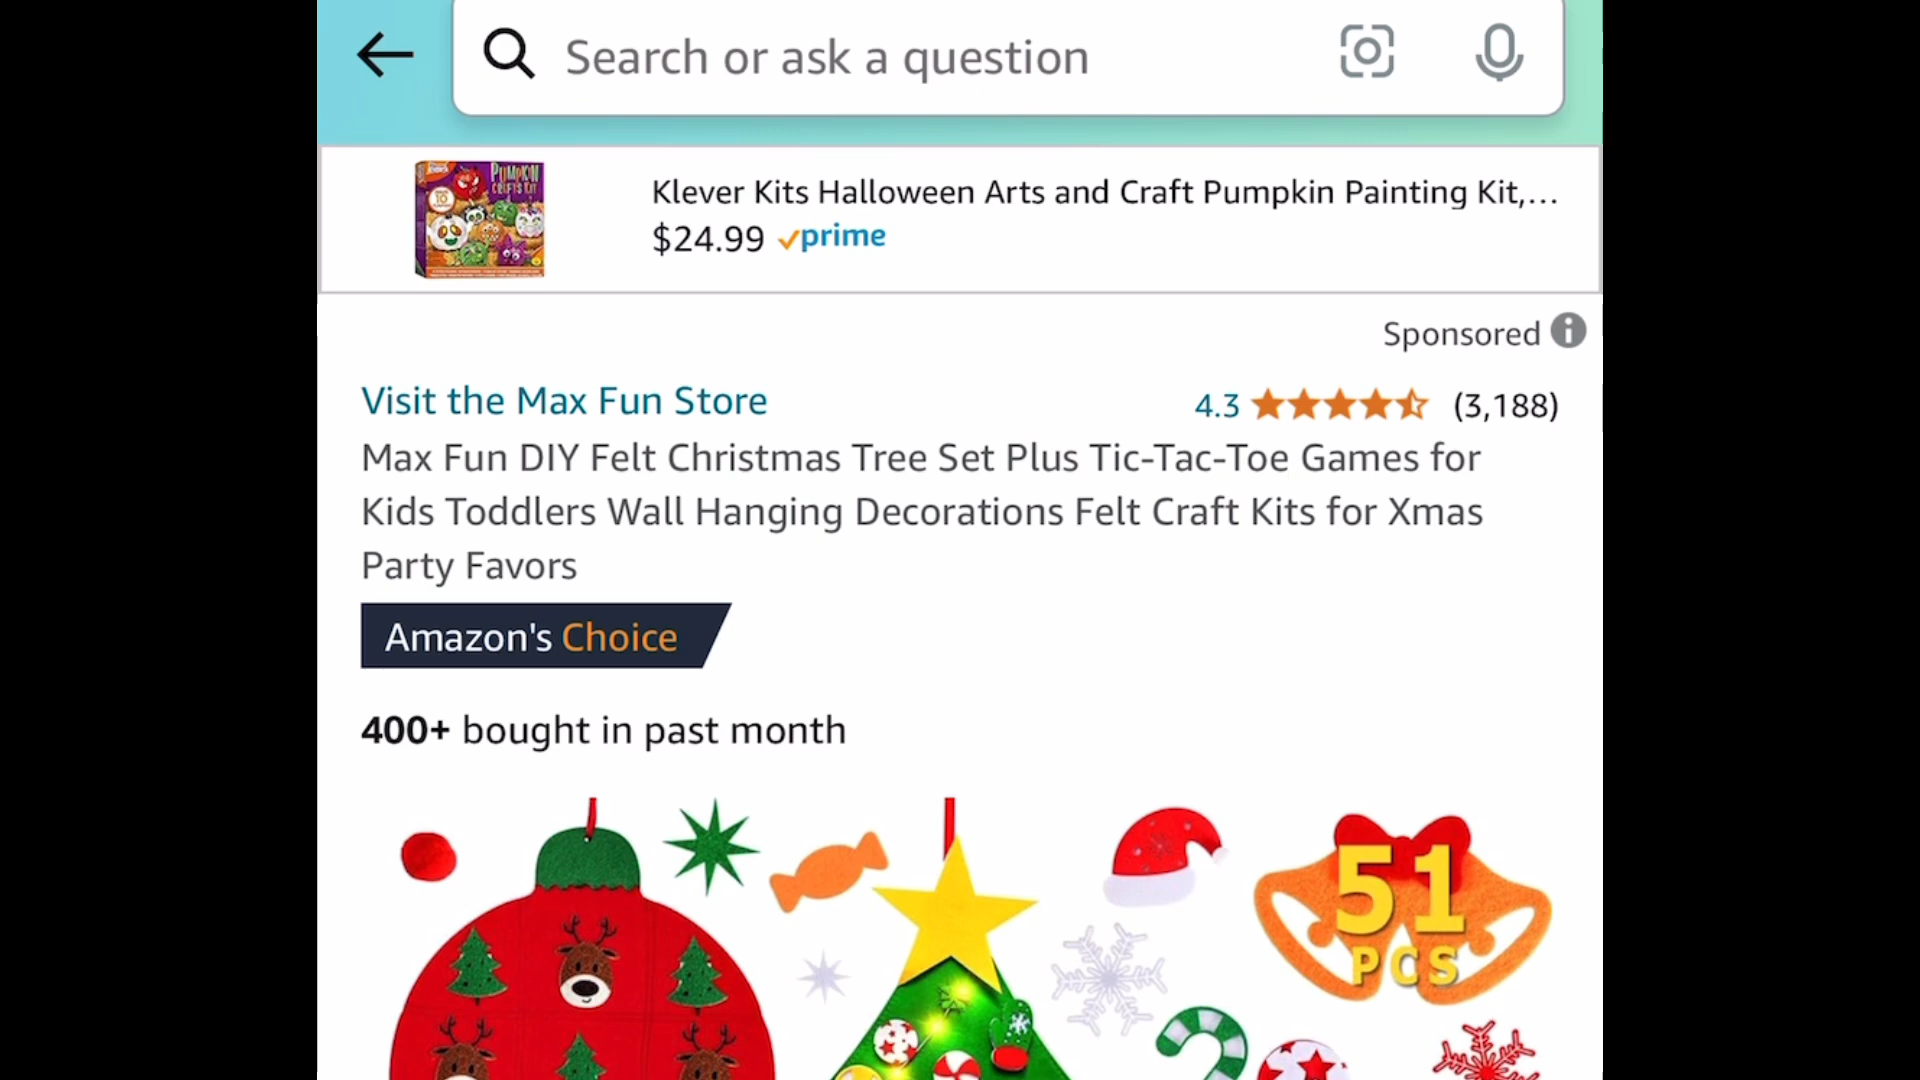 Search or ask a question
PUMPKIN
CRAFTS KIT
Klever Kits Halloween Arts and Craft Pumpkin Painting Kit,...
$24.99 prime
Sponsored
Visit the Max Fun Store
4.3 (3,188)
Max Fun DIY Felt Christmas Tree Set Plus Tic-Tac-Toe Games for
Kids Toddlers Wall Hanging Decorations Felt Craft Kits for Xmas
Party Favors
Amazon's Choice
400+ bought in past month
51
PCS